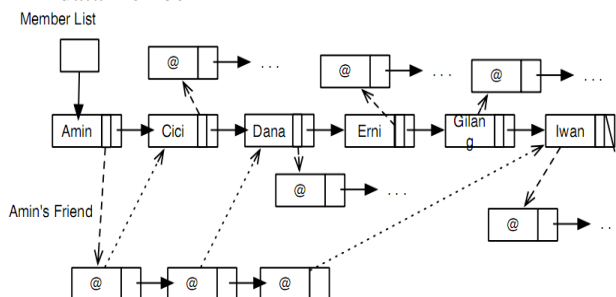 Member List
@ ...
@ ...
@ ...
Amin Cici Dana Erni Gilan Iwan
g
@ ...
Amin's Friend
@ ...
@ @ @